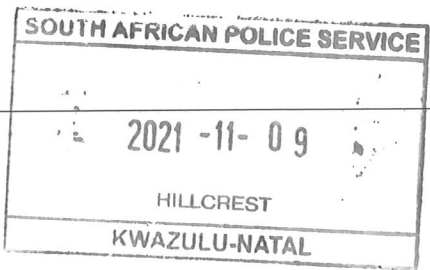 SOUTH AFRICAN POLICE SERVICE
2021 -11- 09
HILLCREST
KWAZULU-NATAL